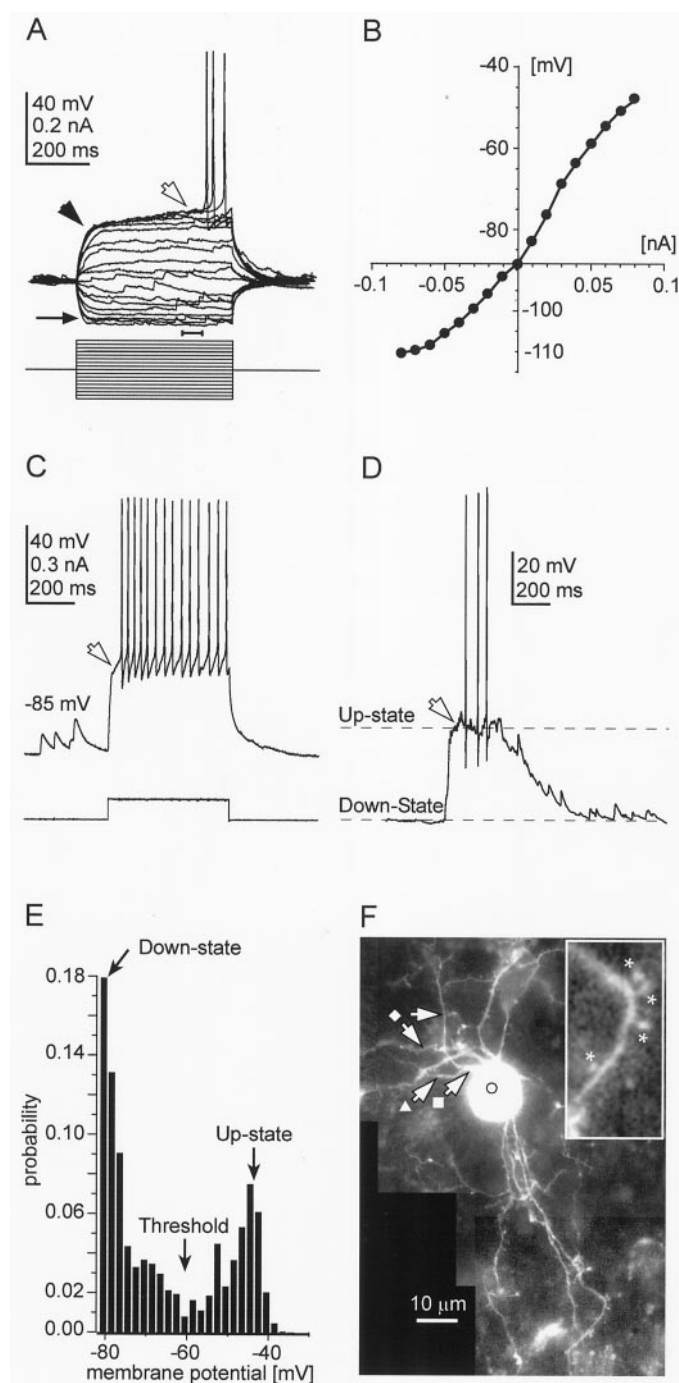 A
40 mV
0.2 nA
200 ms
B
[mV]
-40
-60
-80
[nA]
-0.1
-0.05
0.05
0.1
-100
-110
C
40 mV
0.3 nA
200 ms
-85 mV
D
20 mV
200 ms
Up-state
Down-State
E
Down-state
0.18
0.14
0.10
0.06
0.02
0.00
probability
Up-state
Threshold
-80
-60
-40
membrane potential [mV]
F
* * * *
10 µm